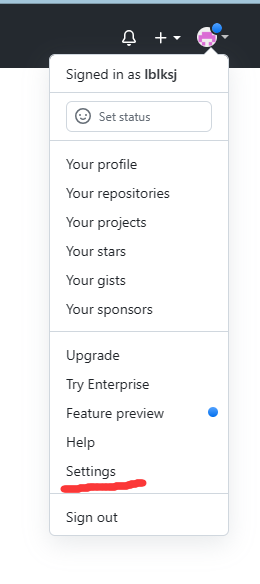 Signed in as lblksj
Set status
Your profile
Your repositories
Your projects
Your stars
Your gists
Your sponsors
Upgrade
Try Enterprise
Feature preview
Help
Settings
Sign out